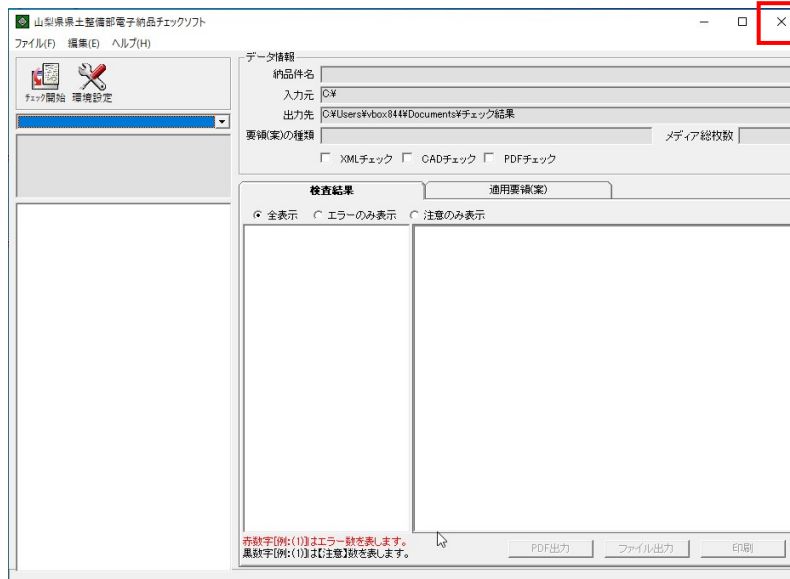 山梨県県土整備部電子納品チェックソフト
ファイル(F) 編集(E) ヘルプ(H)
チェック開始 環境設定
データ情報
納品件名
入力元 C:¥
出力先 C:¥Users¥vbox844¥Documents¥チェック結果
要領(案)の種類 メディア総枚数
XMLチェック CADチェック PDFチェック
検査結果 適用要領(案)
全表示 エラーのみ表示 注意のみ表示
赤数字[例:(1)]はエラー数を表します。
黒数字[例:(1)]は【注意】数を表します。
PDF出力 ファイル出力 印刷